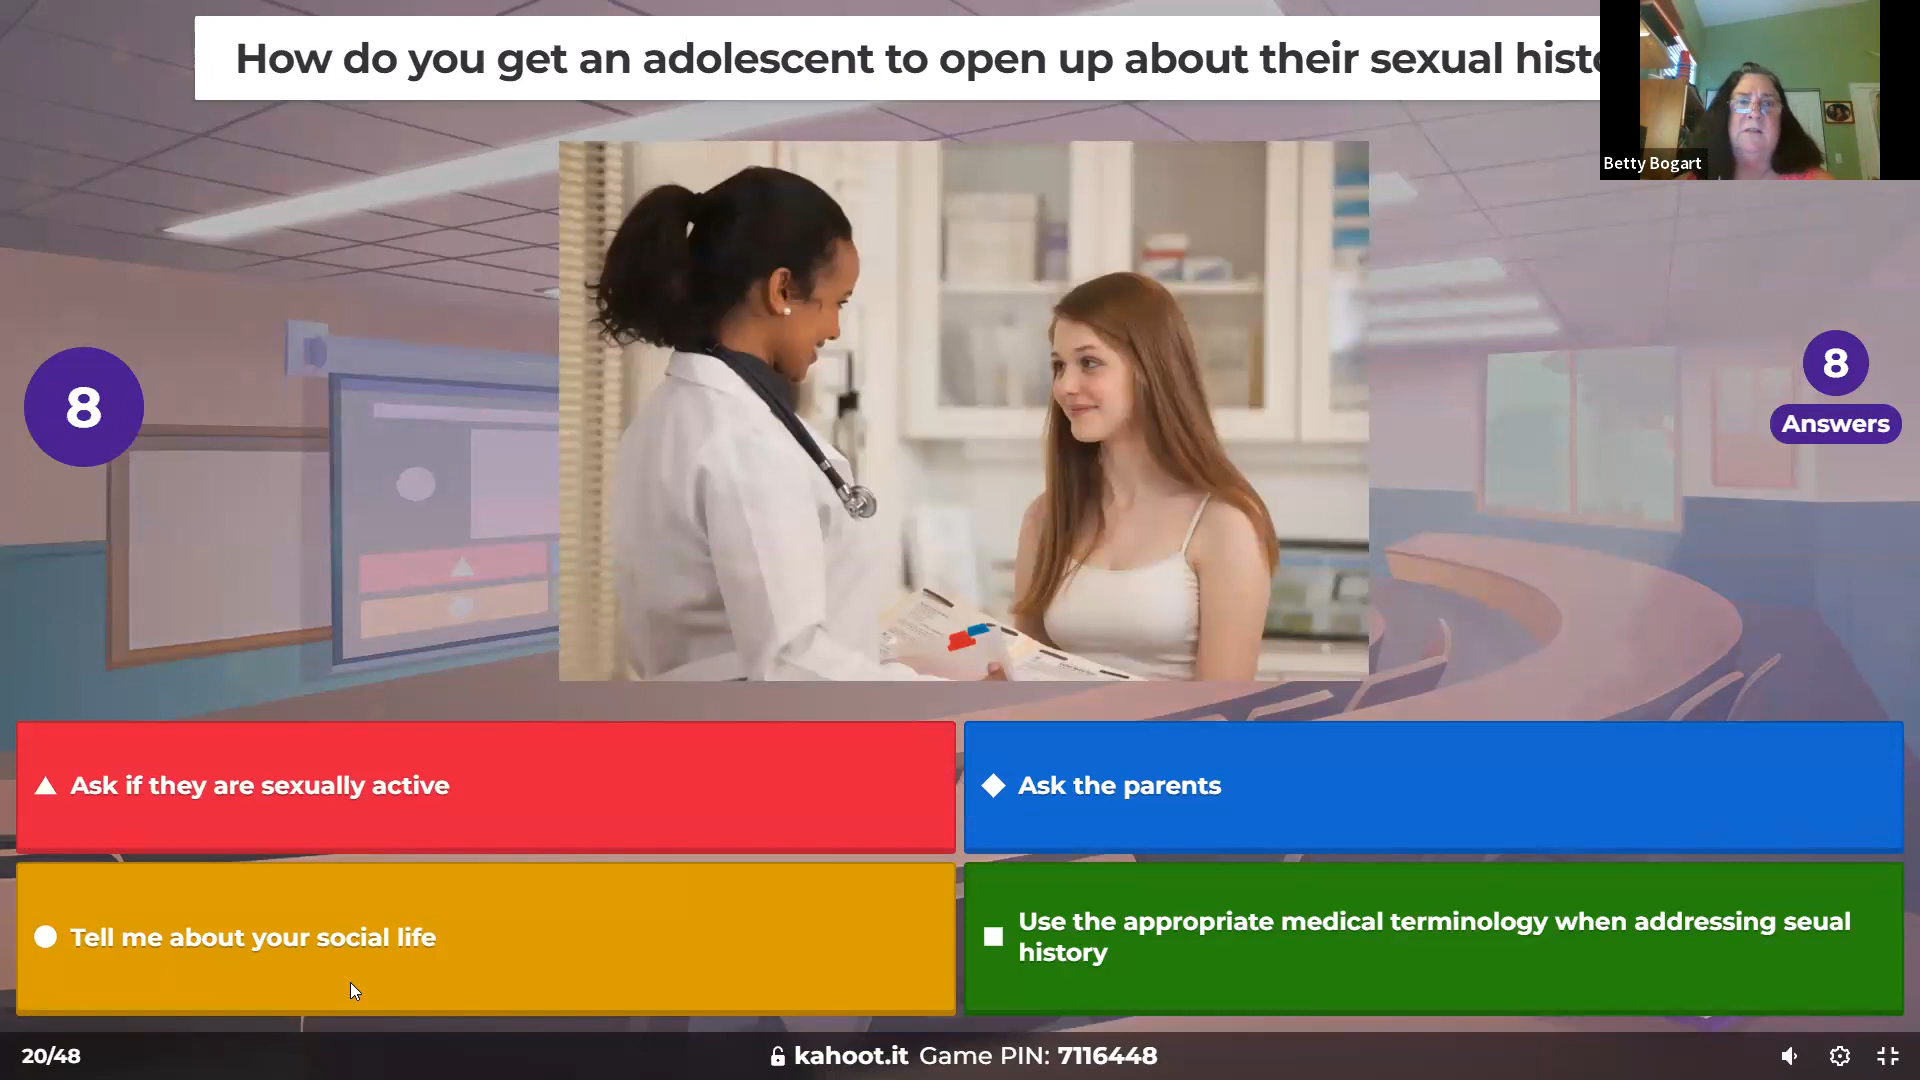 How do you get an adolescent to open up about their sexual histo
Betty Bogart
8
8
Answers
Ask if they are sexually active
Ask the parents
Tell me about your social life
Use the appropriate medical terminology when addressing seual
history
20/48
kahoot.it Game PIN: 7116448